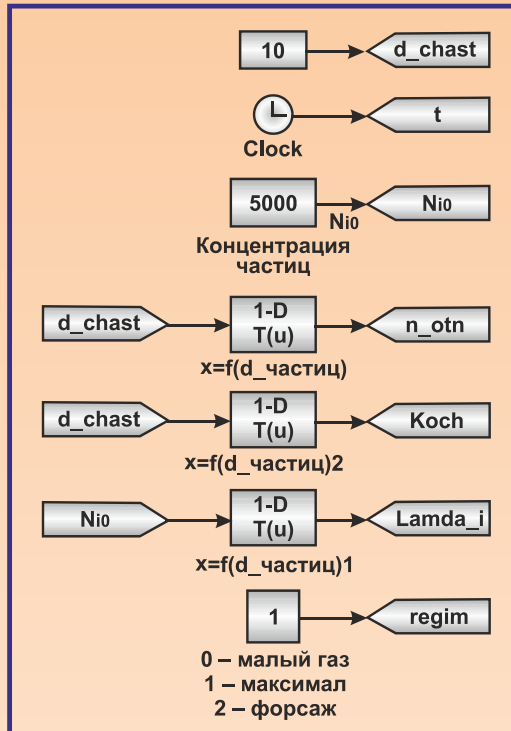 10 d_chast
t
Clock
5000 Ni0 Ni0
Концентрация
частиц
d_chast 1-D T(u) n_otn
x=f(d_частиц)
d_chast 1-D T(u) Koch
x=f(d_частиц)2
Ni0 1-D T(u) Lamda_i
x=f(d_частиц)1
1 regim
0 – малый газ
1 – максимал
2 – форсаж